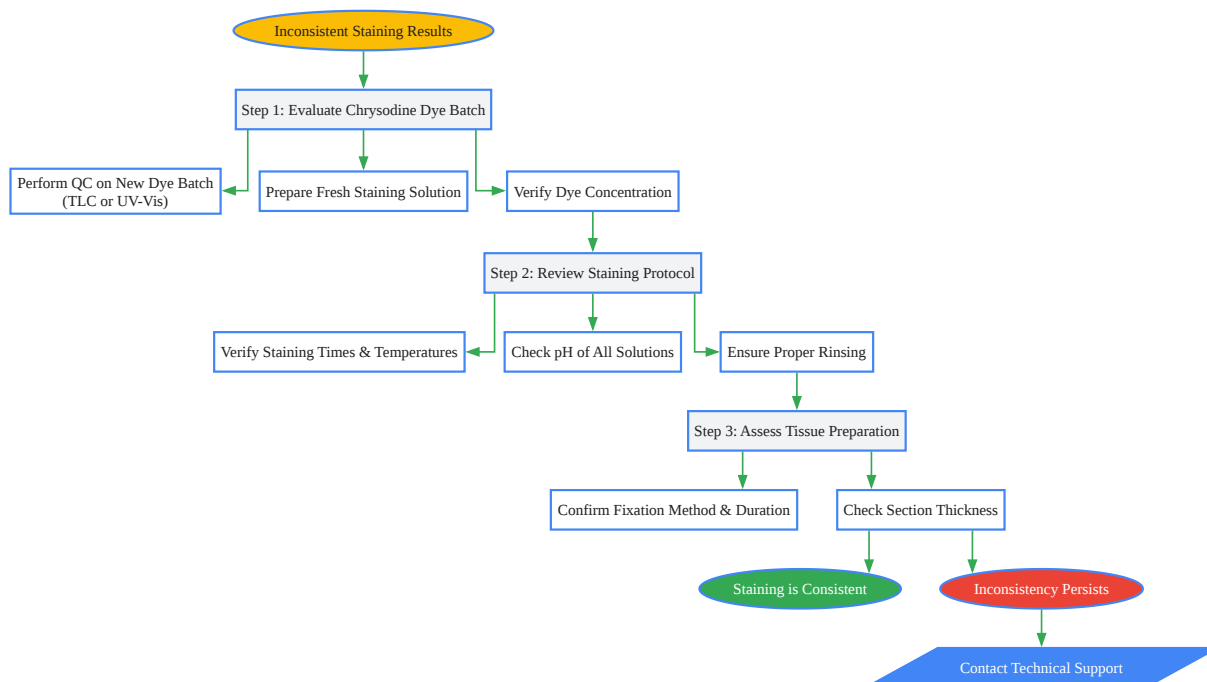 Inconsistent Staining Results
Step 1: Evaluate Chrysodine Dye Batch
Perform QC on New Dye Batch
(TLC or UV-Vis)
Prepare Fresh Staining Solution
Verify Dye Concentration
Step 2: Review Staining Protocol
Verify Staining Times & Temperatures
Check pH of All Solutions
Ensure Proper Rinsing
Step 3: Assess Tissue Preparation
Confirm Fixation Method & Duration
Check Section Thickness
Staining is Consistent
Inconsistency Persists
Contact Technical Support